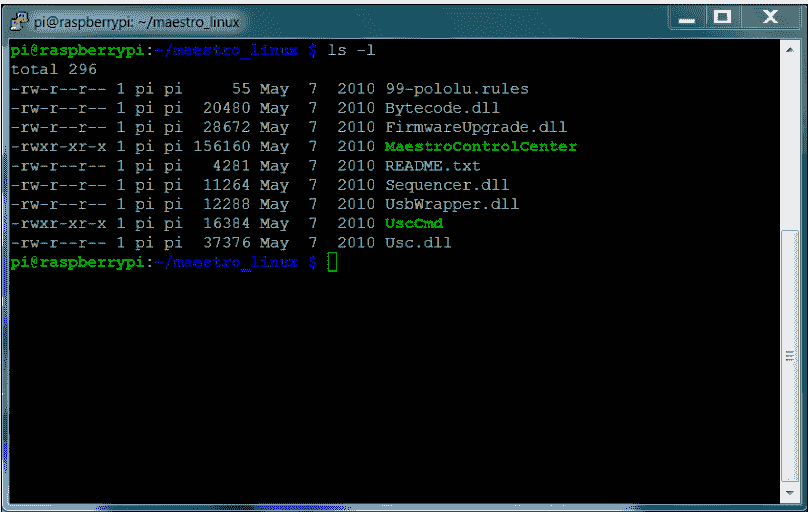 pi@raspberrypi: ~/maestro_linux
pi@raspberrypi:~/maestro_linux $ ls -l
total 296
-rw-r--r-- 1 pi pi     55 May  7  2010 99-pololu.rules
-rw-r--r-- 1 pi pi  20480 May  7  2010 Bytecode.dll
-rw-r--r-- 1 pi pi  28672 May  7  2010 FirmwareUpgrade.dll
-rwxr-xr-x 1 pi pi 156160 May  7  2010 MaestroControlCenter
-rw-r--r-- 1 pi pi   4281 May  7  2010 README.txt
-rw-r--r-- 1 pi pi  11264 May  7  2010 Sequencer.dll
-rw-r--r-- 1 pi pi  12288 May  7  2010 UsbWrapper.dll
-rwxr-xr-x 1 pi pi  16384 May  7  2010 UscCmd
-rw-r--r-- 1 pi pi  37376 May  7  2010 Usc.dll
pi@raspberrypi:~/maestro_linux $